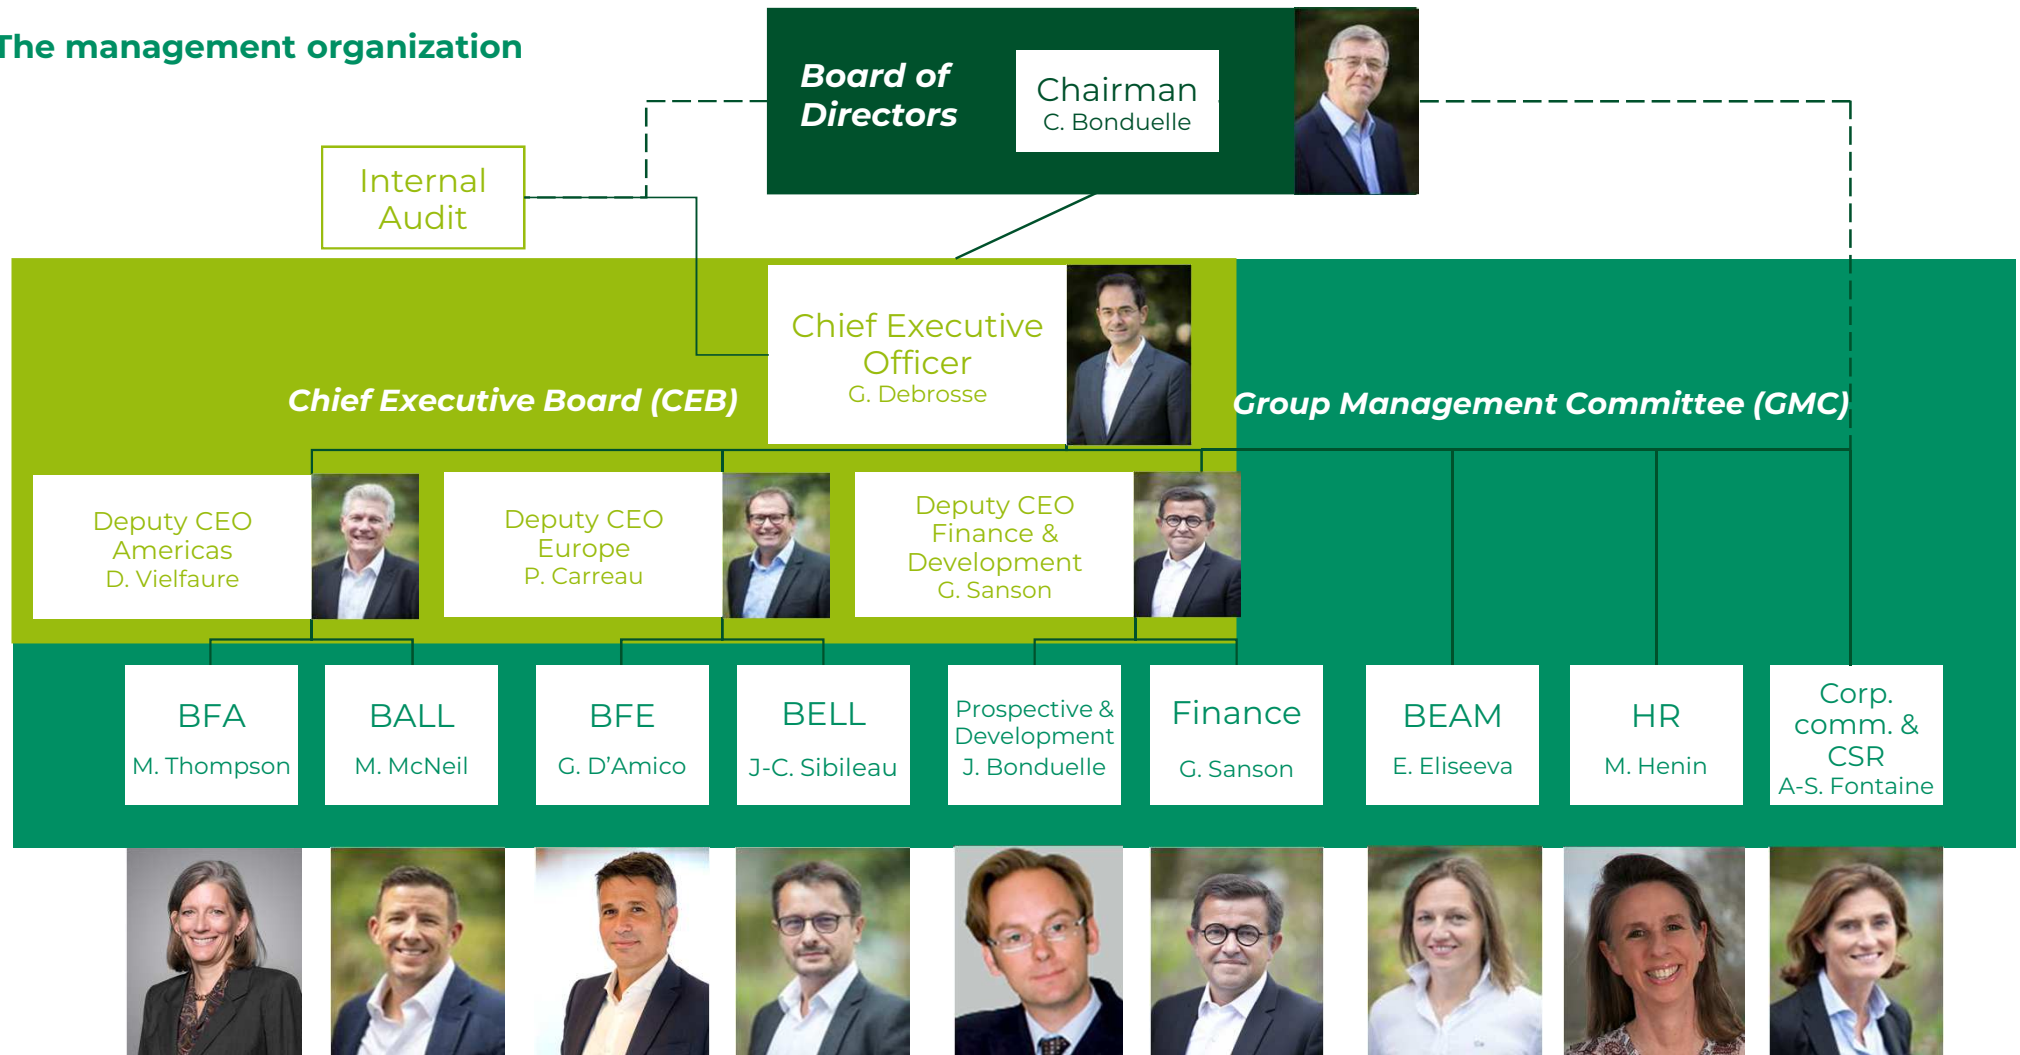 The management organization
Board of
Directors
Chairman
C. Bonduelle
Internal
Audit
Chief Executive
Officer
G. Debrosse
Chief Executive Board (CEB)
Group Management Committee (GMC)
Deputy CEO
Americas
D. Vielfaure
Deputy CEO
Europe
P. Carreau
Deputy CEO
Finance &
Development
G. Sanson
BFA
M. Thompson
BALL
M. McNeil
BFE
G. D’Amico
BELL
J-C. Sibileau
Prospective &
Development
J. Bonduelle
Finance
G. Sanson
BEAM
E. Eliseeva
HR
M. Henin
Corp.
comm. &
CSR
A-S. Fontaine